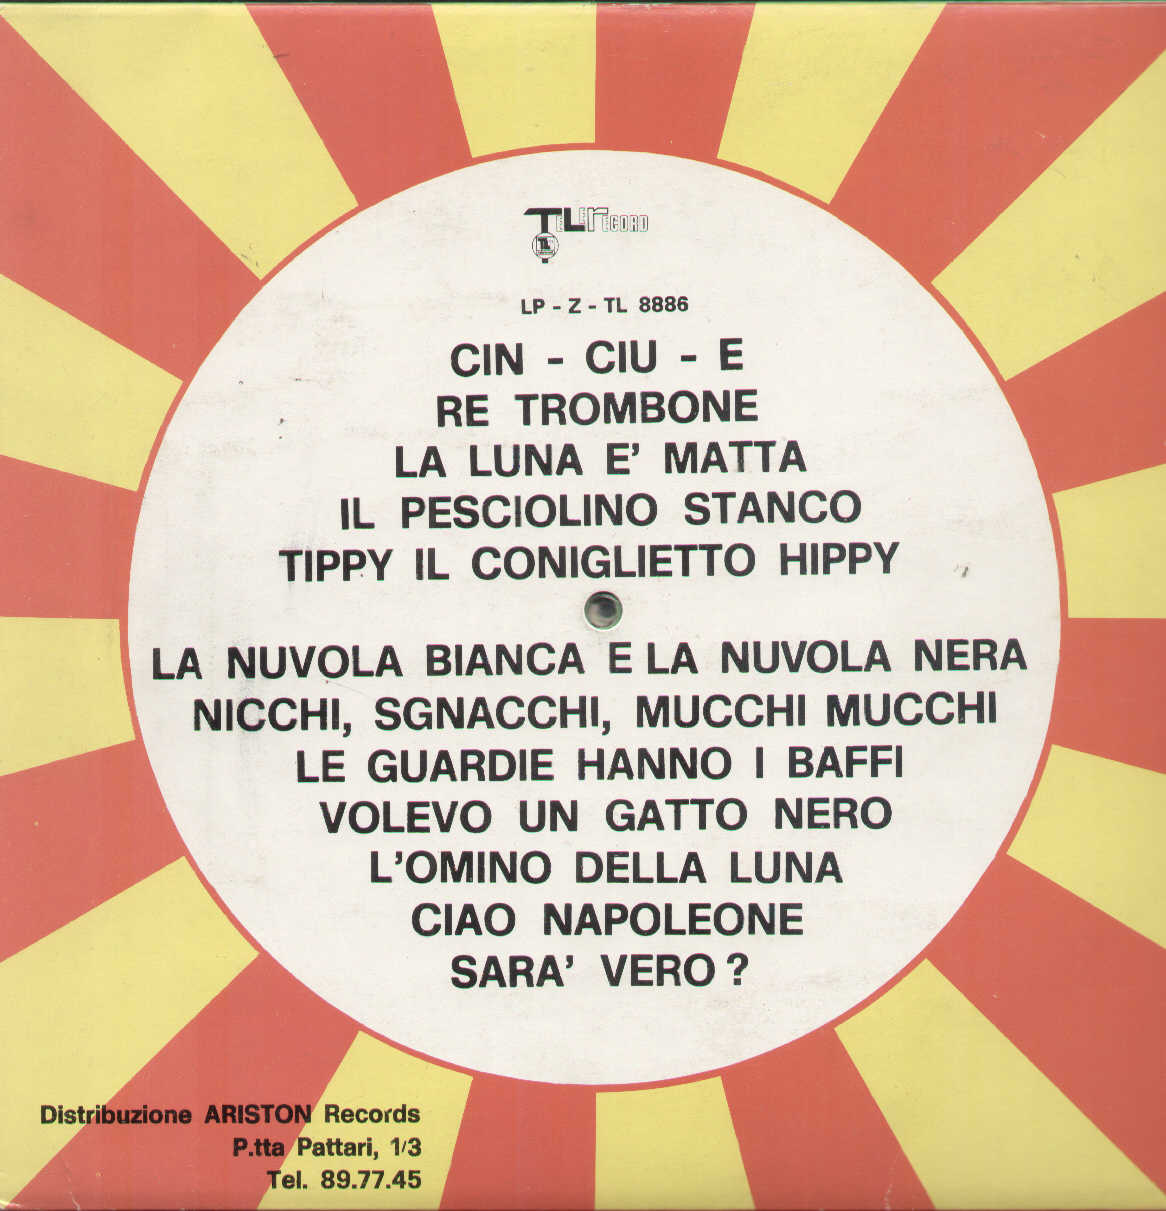 TELERECORD
TL
LP - Z - TL 8886
CIN - CIU - E
RE TROMBONE
LA LUNA E' MATTA
IL PESCIOLINO STANCO
TIPPY IL CONIGLIETTO HIPPY
LA NUVOLA BIANCA E LA NUVOLA NERA
NICCHI, SGNACCHI, MUCCHI MUCCHI
LE GUARDIE HANNO I BAFFI
VOLEVO UN GATTO NERO
L'OMINO DELLA LUNA
CIAO NAPOLEONE
SARA' VERO ?
Distribuzione ARISTON Records
P.tta Pattari, 1/3
Tel. 89.77.45